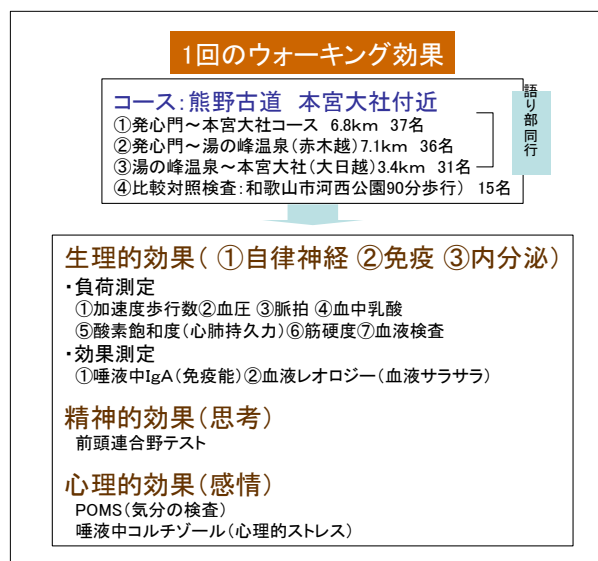 1回のウォーキング効果
コース:熊野古道 本宮大社付近
①発心門～本宮大社コース 6.8km 37名
②発心門～湯の峰温泉(赤木越)7.1km 36名
③湯の峰温泉～本宮大社(大日越)3.4km 31名
④比較対照検査:和歌山市河西公園90分歩行) 15名
語り部同行
生理的効果( ①自律神経 ②免疫 ③内分泌)
・負荷測定
①加速度歩行数②血圧 ③脈拍 ④血中乳酸
⑤酸素飽和度(心肺持久力)⑥筋硬度⑦血液検査
・効果測定
①唾液中IgA(免疫能)②血液レオロジー(血液サラサラ)
精神的効果(思考)
前頭連合野テスト
心理的効果(感情)
POMS(気分の検査)
唾液中コルチゾール(心理的ストレス)